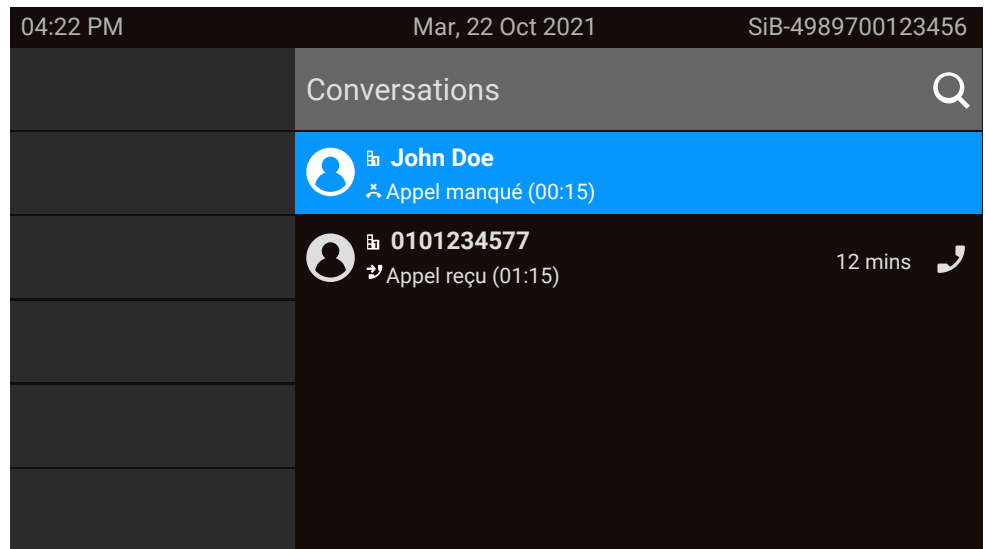 04:22 PM Mar, 22 Oct 2021 SiB-4989700123456
Conversations
John Doe
Appel manqué (00:15)
0101234577
Appel reçu (01:15) 12 mins